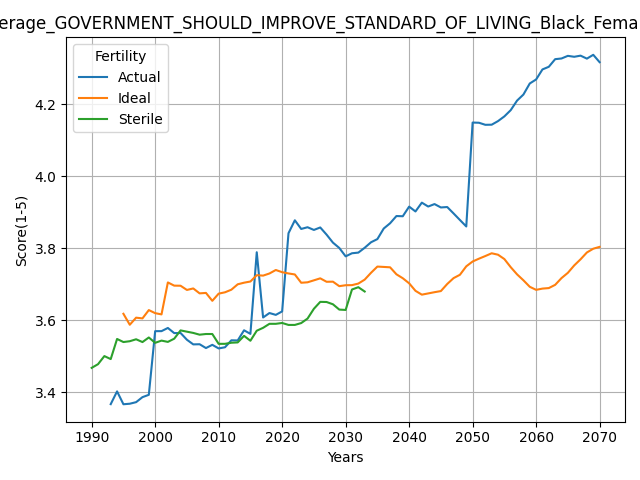 erage_GOVERNMENT_SHOULD_IMPROVE_STANDARD_OF_LIVING_Black_Fema
Fertility
Actual
Ideal
Sterile
Score(1-5)
4.2
4.0
3.8
3.6
3.4
1990 2000 2010 2020 2030 2040 2050 2060 2070
Years